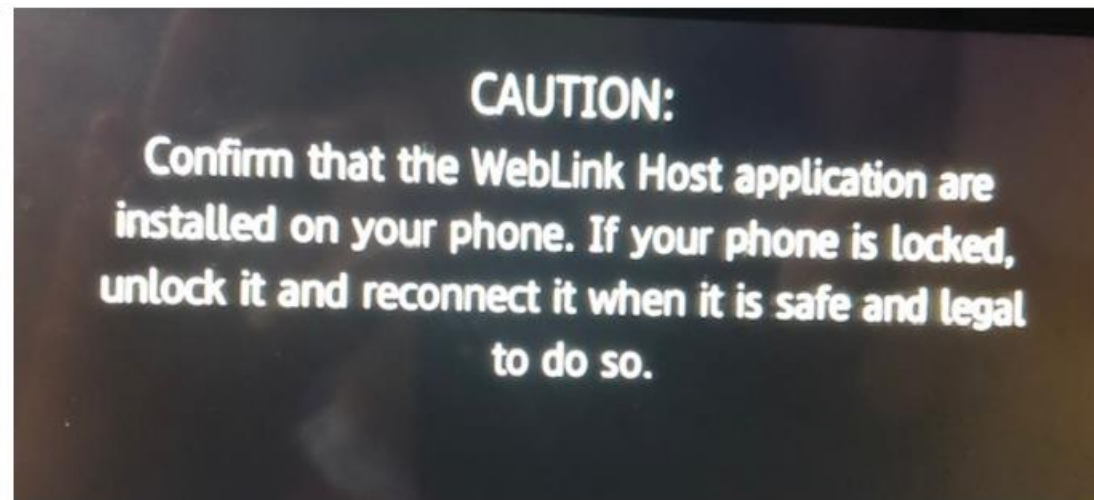 CAUTION:
Confirm that the WebLink Host application are
installed on your phone. If your phone is locked,
unlock it and reconnect it when it is safe and legal
to do so.